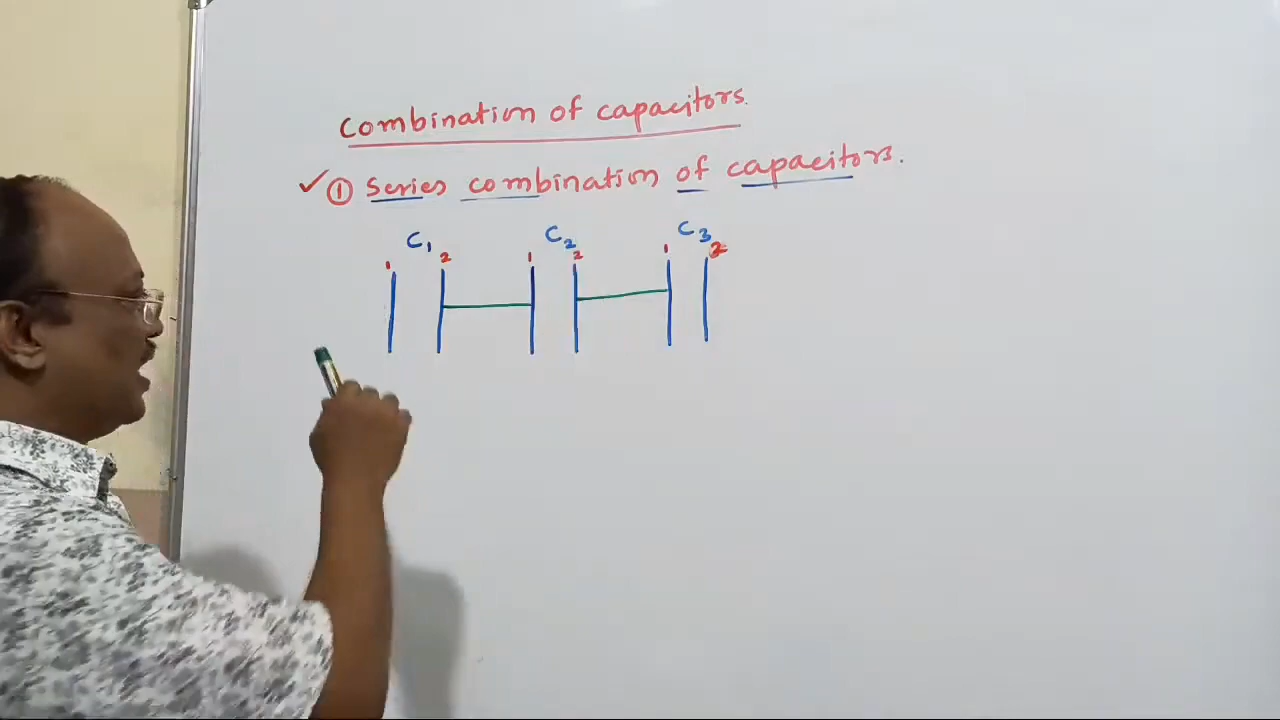 Combination of capacitors.
✓ ① Series combination of capacitors.
C₁ C₂ C₃
1 2 1 2 1 2